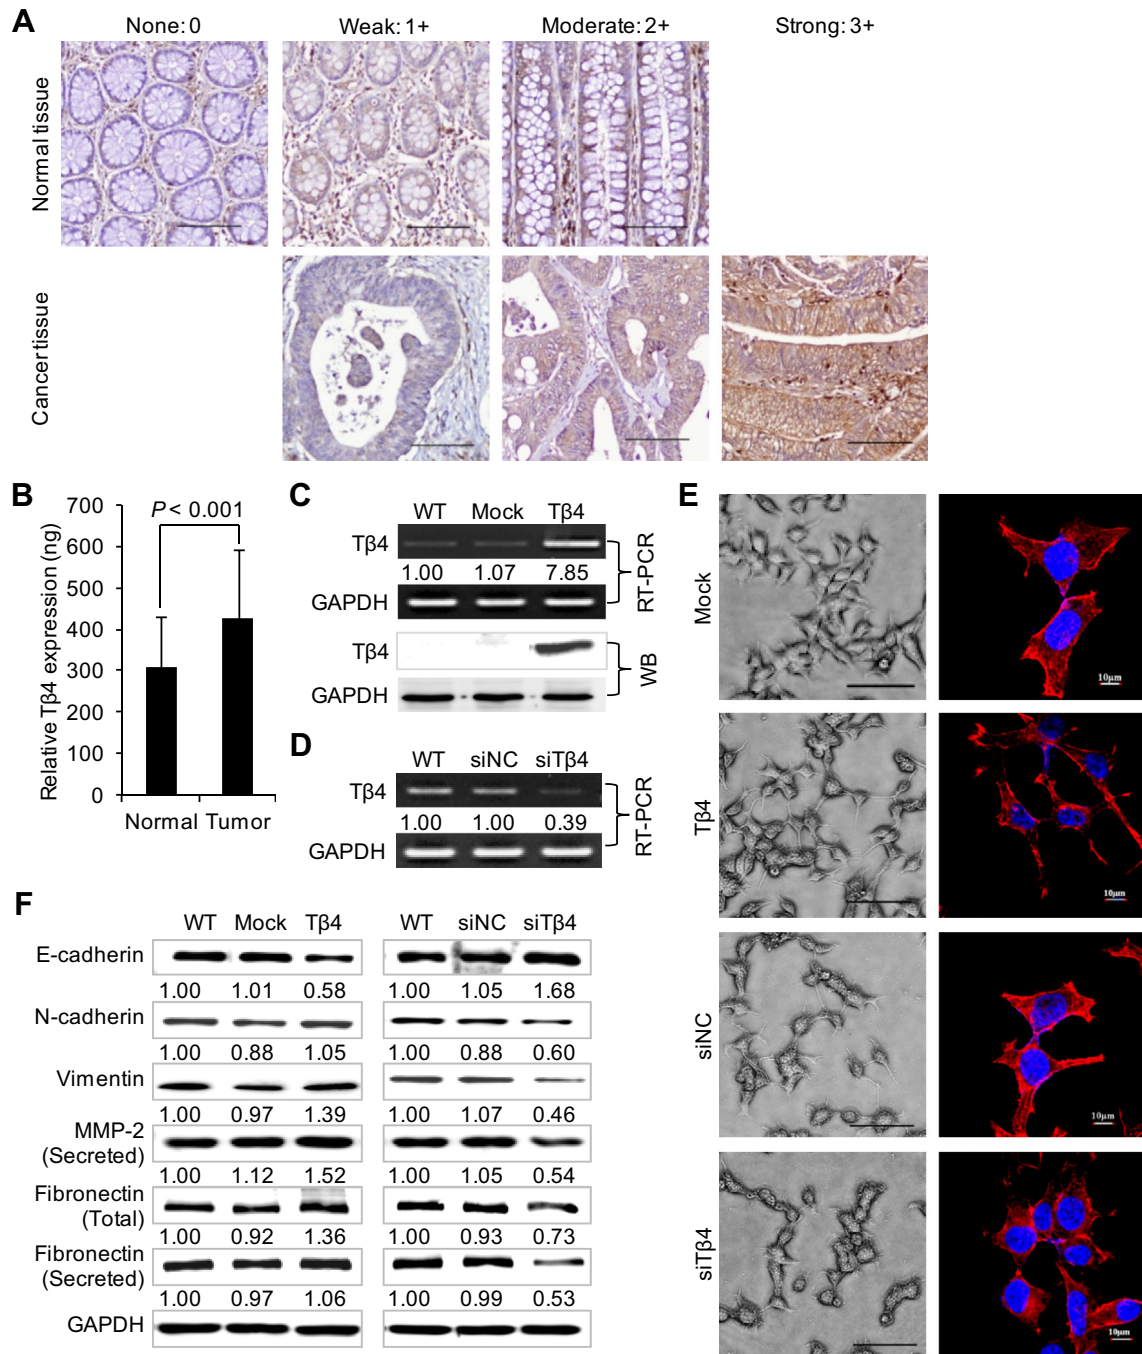 A
None: 0
Weak: 1+
Moderate: 2+
Strong: 3+
Normal tissue
Cancer tissue
B
Relative Tβ4 expression (ng)
700
600
500
400
300
200
100
0
P < 0.001
Normal Tumor
C
WT Mock Tβ4
Tβ4
1.00 1.07 7.85
GAPDH
RT-PCR
Tβ4
GAPDH
WB
D
WT siNC siTβ4
Tβ4
1.00 1.00 0.39
GAPDH
RT-PCR
E
Mock
10μm
Tβ4
10μm
siNC
10μm
siTβ4
10μm
F
WT Mock Tβ4 WT siNC siTβ4
E-cadherin
1.00 1.01 0.58 1.00 1.05 1.68
N-cadherin
1.00 0.88 1.05 1.00 0.88 0.60
Vimentin
1.00 0.97 1.39 1.00 1.07 0.46
MMP-2
(Secreted)
1.00 1.12 1.52 1.00 1.05 0.54
Fibronectin
(Total)
1.00 0.92 1.36 1.00 0.93 0.73
Fibronectin
(Secreted)
1.00 0.97 1.06 1.00 0.99 0.53
GAPDH